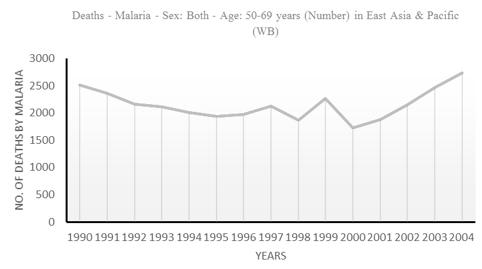 Deaths - Malaria - Sex: Both - Age: 50-69 years (Number) in East Asia & Pacific
(WB)
3000
2500
2000
1500
1000
500
0
NO. OF DEATHS BY MALARIA
1990 1991 1992 1993 1994 1995 1996 1997 1998 1999 2000 2001 2002 2003 2004
YEARS